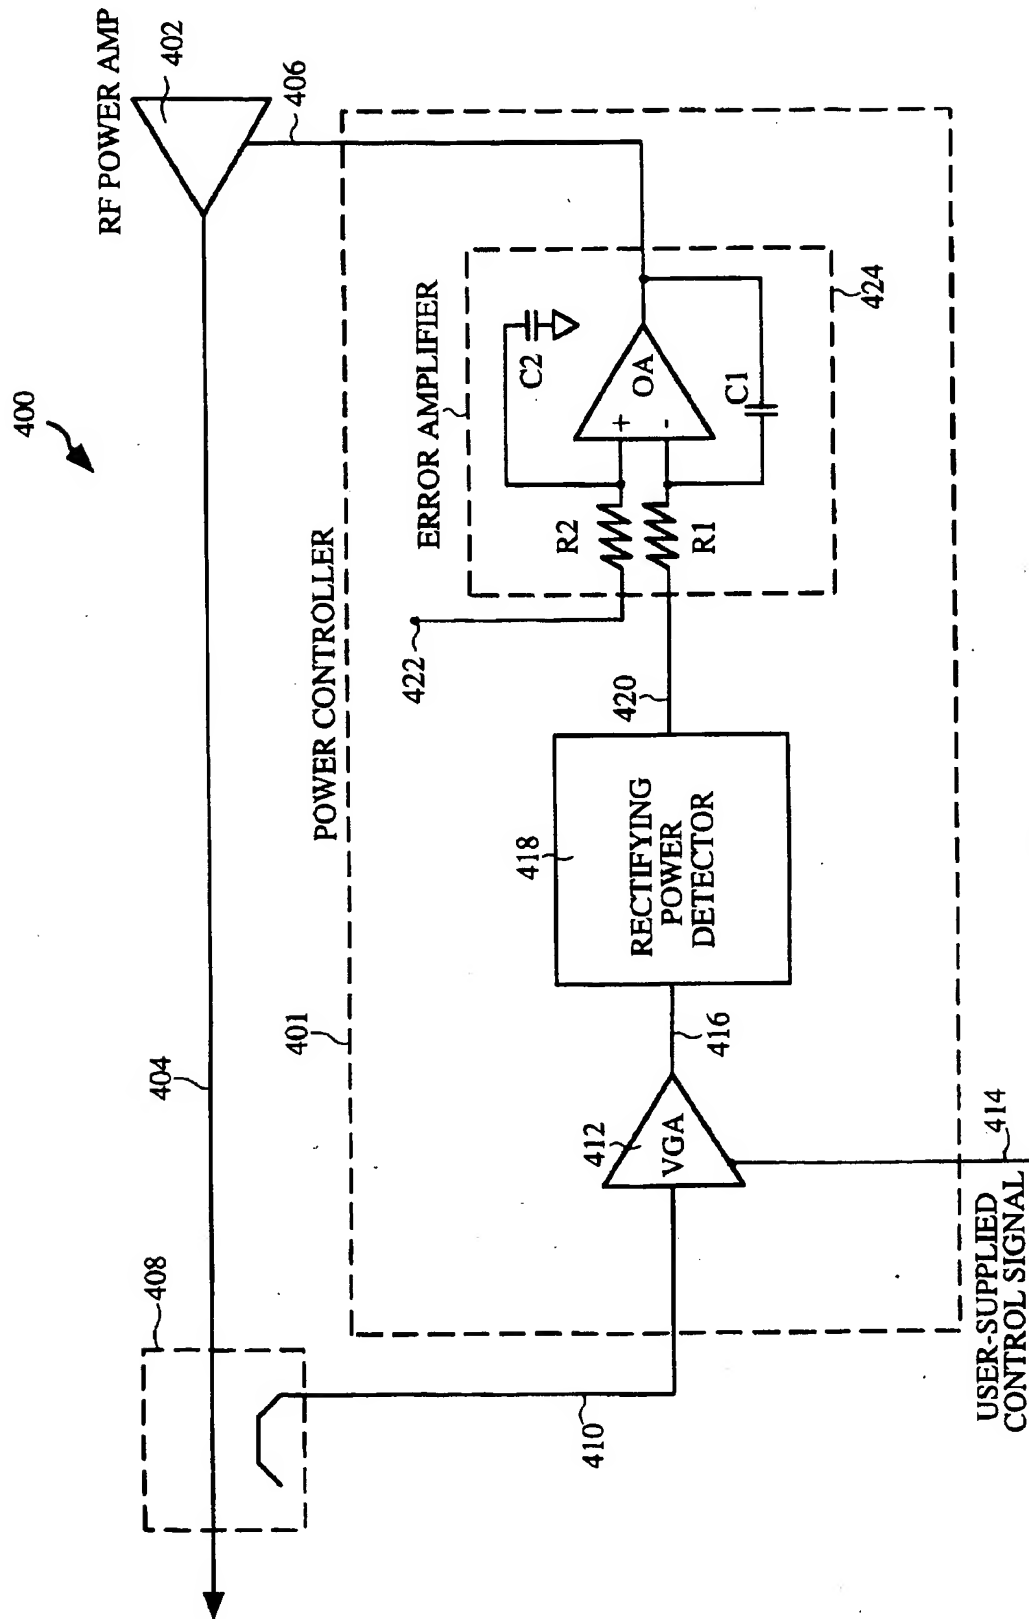 400
RF POWER AMP
402
404
406
408
POWER CONTROLLER
401
ERROR AMPLIFIER
C2
R2
+
-
OA
R1
C1
424
422
420
418
RECTIFYING
POWER
DETECTOR
416
412
VGA
410
414
USER-SUPPLIED
CONTROL SIGNAL